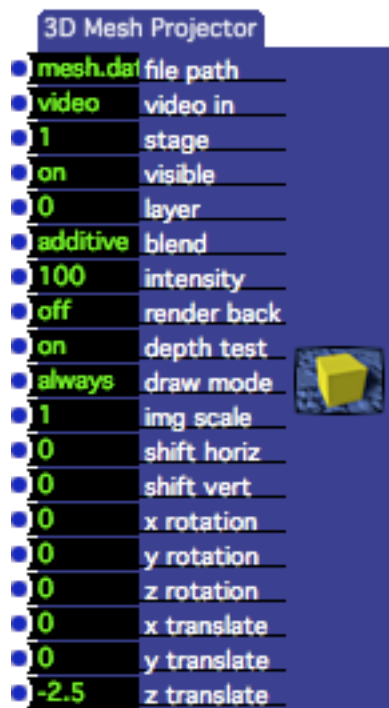 3D Mesh Projector
mesh.dat file path
video video in
1 stage
on visible
0 layer
additive blend
100 intensity
off render back
on depth test
always draw mode
1 img scale
0 shift horiz
0 shift vert
0 x rotation
0 y rotation
0 z rotation
0 x translate
0 y translate
-2.5 z translate